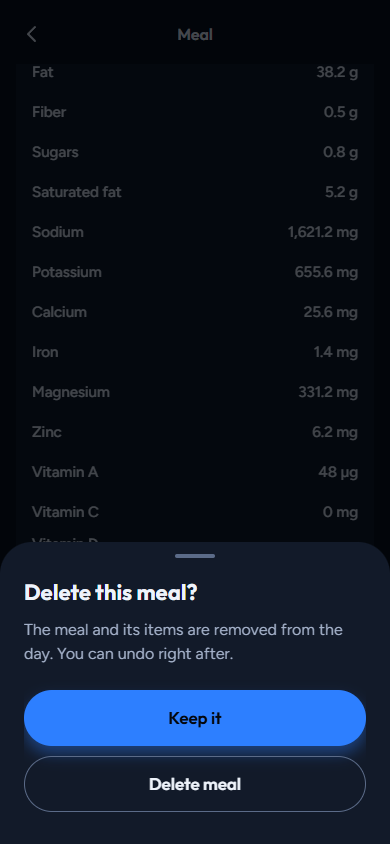 Meal
Fat 38.2 g
Fiber 0.5 g
Sugars 0.8 g
Saturated fat 5.2 g
Sodium 1,621.2 mg
Potassium 655.6 mg
Calcium 25.6 mg
Iron 1.4 mg
Magnesium 331.2 mg
Zinc 6.2 mg
Vitamin A 48 µg
Vitamin C 0 mg
Delete this meal?
The meal and its items are removed from the
day. You can undo right after.
Keep it
Delete meal